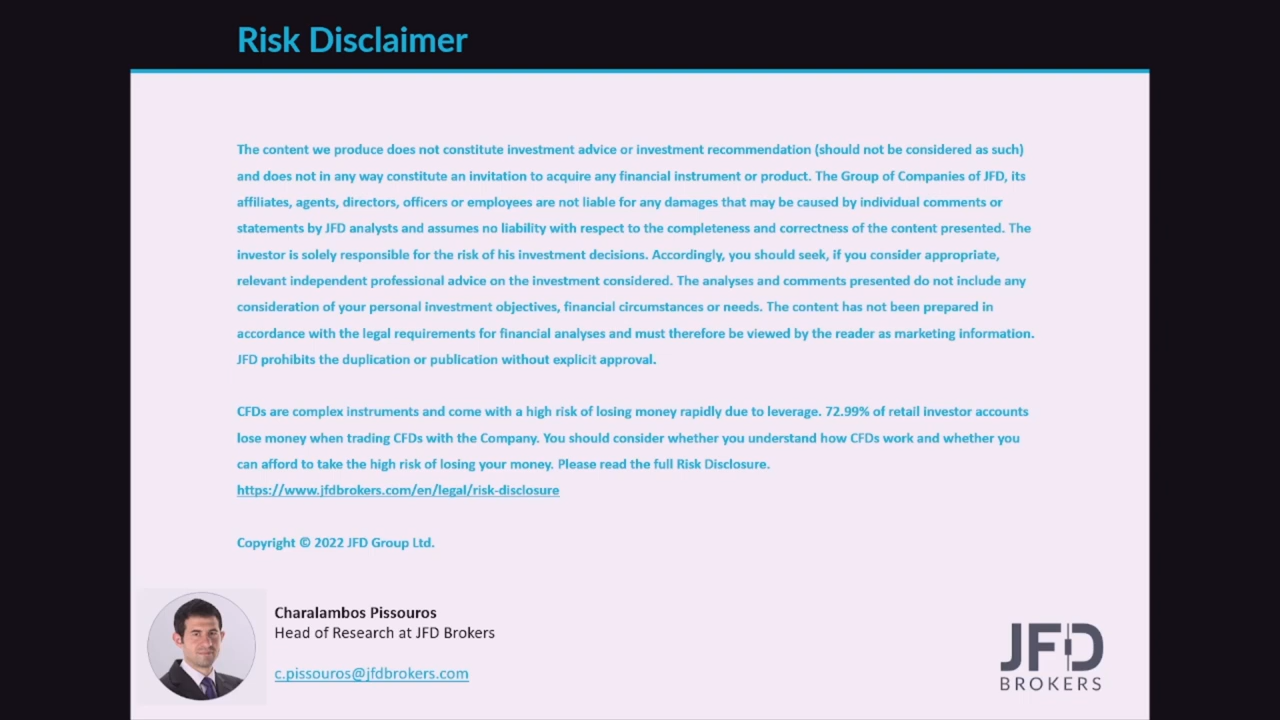 Risk Disclaimer
The content we produce does not constitute investment advice or investment recommendation (should not be considered as such)
and does not in any way constitute an invitation to acquire any financial instrument or product. The Group of Companies of JFD, its
affiliates, agents, directors, officers or employees are not liable for any damages that may be caused by individual comments or
statements by JFD analysts and assumes no liability with respect to the completeness and correctness of the content presented. The
investor is solely responsible for the risk of his investment decisions. Accordingly, you should seek, if you consider appropriate,
relevant independent professional advice on the investment considered. The analyses and comments presented do not include any
consideration of your personal investment objectives, financial circumstances or needs. The content has not been prepared in
accordance with the legal requirements for financial analyses and must therefore be viewed by the reader as marketing information.
JFD prohibits the duplication or publication without explicit approval.
CFDs are complex instruments and come with a high risk of losing money rapidly due to leverage. 72.99% of retail investor accounts
lose money when trading CFDs with the Company. You should consider whether you understand how CFDs work and whether you
can afford to take the high risk of losing your money. Please read the full Risk Disclosure.
https://www.jfdbrokers.com/en/legal/risk-disclosure
Copyright © 2022 JFD Group Ltd.
Charalambos Pissouros
Head of Research at JFD Brokers
c.pissouros@jfdbrokers.com
JFD
BROKERS